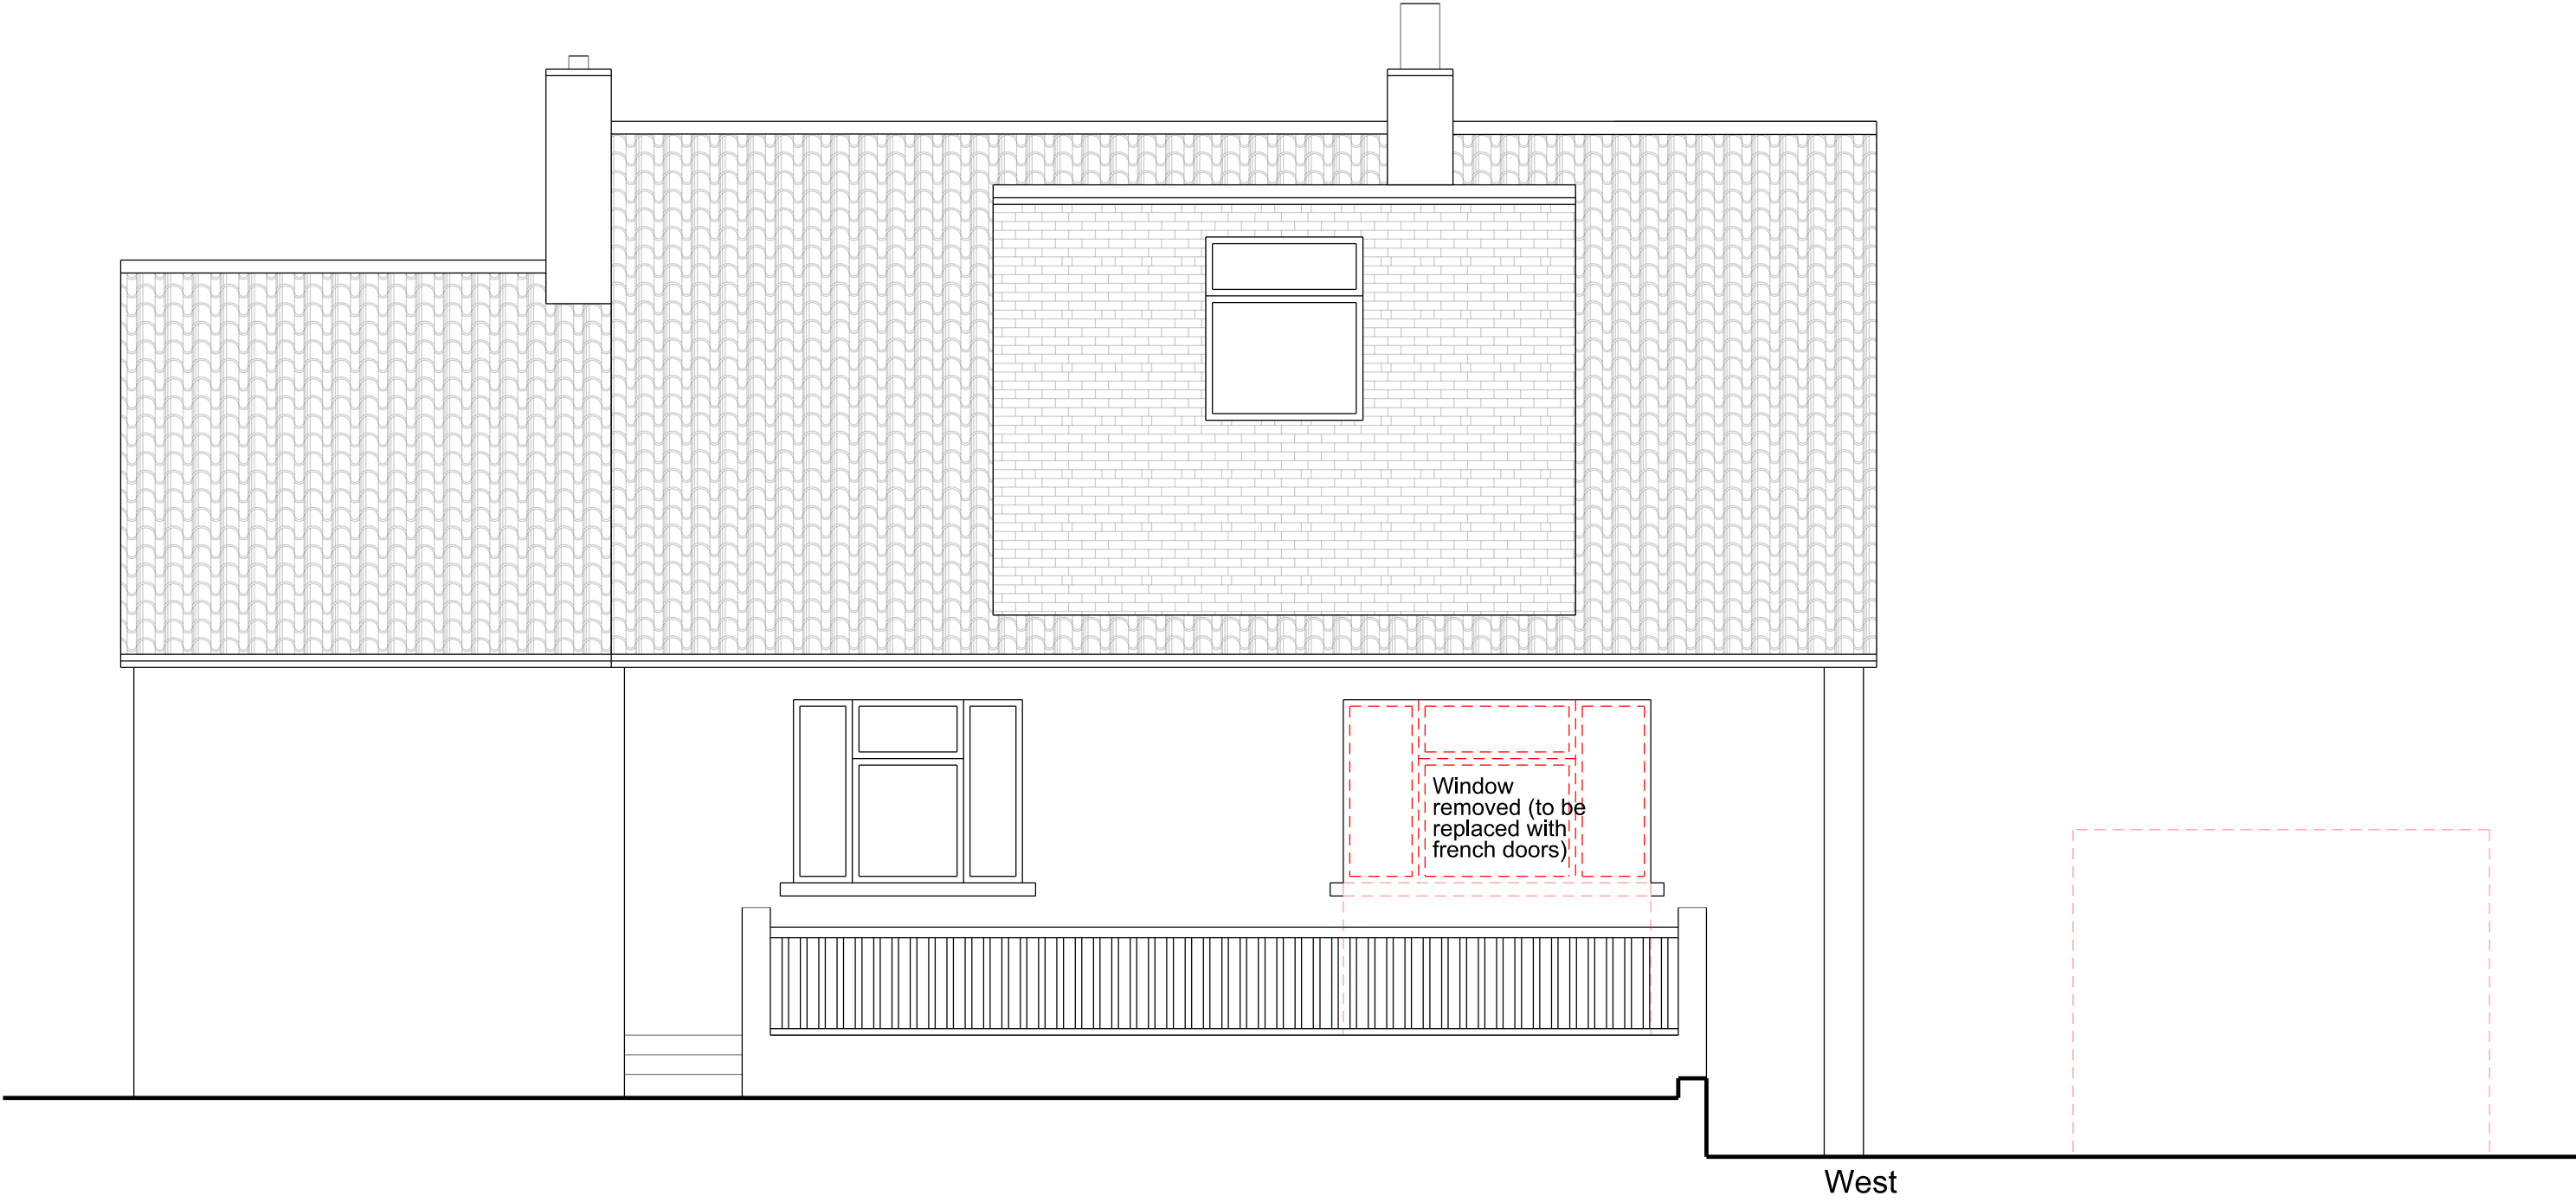 Window
removed (to be
replaced with
french doors)
West